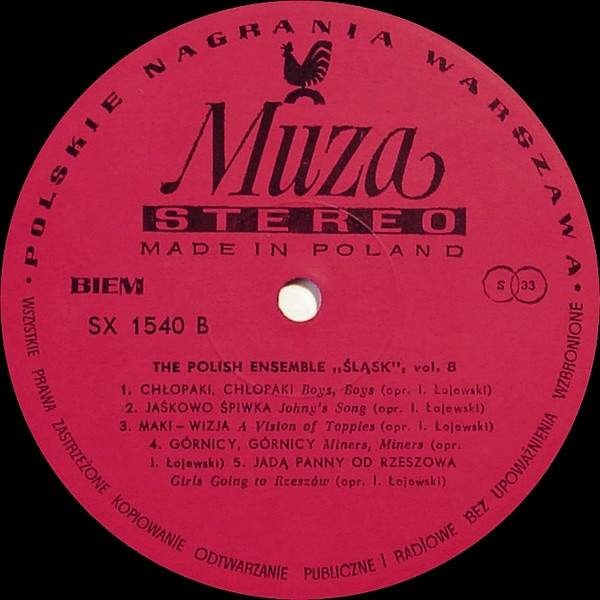 • POLSKIE NAGRANIA WARSZAWA •
Muza
STEREO
MADE IN POLAND
BIEM
S 33
SX 1540 B
THE POLISH ENSEMBLE „ŚLĄSK", vol. 8
1. CHŁOPAKI, CHŁOPAKI Boys, Boys (opr. I. Łojewski)
2. JAŚKOWO ŚPIWKA Johny's Song (opr. I. Łojewski)
3. MAKI – WIZJA A Vision of Toppies (opr. I. Łojewski)
4. GÓRNICY, GÓRNICY Miners, Miners (opr.
I. Łojewski) 5. JADĄ PANNY OD RZESZOWA
Girls Going to Rzeszów (opr. I. Łojewski)
WSZYSTKIE PRAWA ZASTRZEŻONE KOPIOWANIE ODTWARZANIE PUBLICZNE I RADIOWE BEZ UPOWAŻNIENIA WZBRONIONE